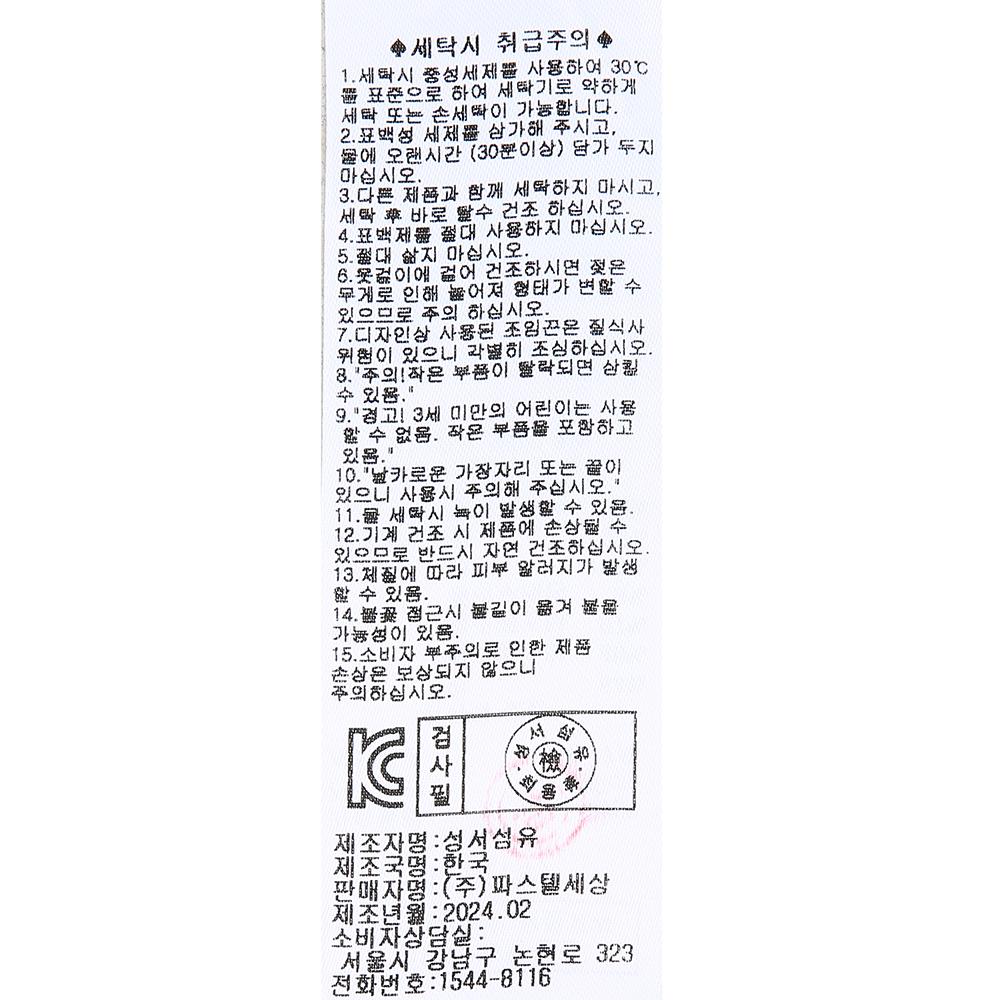 ♠세탁시 취급주의♠
1.세탁시 중성세제를 사용하여 30℃
를 표준으로 하여 세탁기로 약하게
세탁 또는 손세탁이 가능합니다.
2.표백성 세제를 삼가해 주시고,
물에 오랜시간 (30분이상) 담가 두지
마십시오.
3.다른 제품과 함께 세탁하지 마시고,
세탁 후 바로 탈수 건조 하십시오.
4.표백제를 절대 사용하지 마십시오.
5.절대 삶지 마십시오.
6.옷걸이에 걸어 건조하시면 젖은
무게로 인해 늘어져 형태가 변할 수
있으므로 주의 하십시오.
7.디자인상 사용된 조임끈은 질식사
위험이 있으니 각별히 조심하십시오.
8."주의!작은 부품이 탈락되면 삼킬
수 있음."
9."경고! 3세 미만의 어린이는 사용
할 수 없음. 작은 부품을 포함하고
있음."
10."날카로운 가장자리 또는 끝이
있으니 사용시 주의해 주십시오."
11.물 세탁시 녹이 발생할 수 있음.
12.기계 건조 시 제품에 손상될 수
있으므로 반드시 자연 건조하십시오.
13.체질에 따라 피부 알러지가 발생
할 수 있음.
14.불꽃 접근시 불길이 옮겨 붙을
가능성이 있음.
15.소비자 부주의로 인한 제품
손상은 보상되지 않으니
주의하십시오.
KC
검사필
성서섬유
檢
제조자명:성서섬유
제조국명:한국
판매자명:(주)파스텔세상
제조년월:2024.02
소비자상담실:
서울시 강남구 논현로 323
전화번호:1544-8116